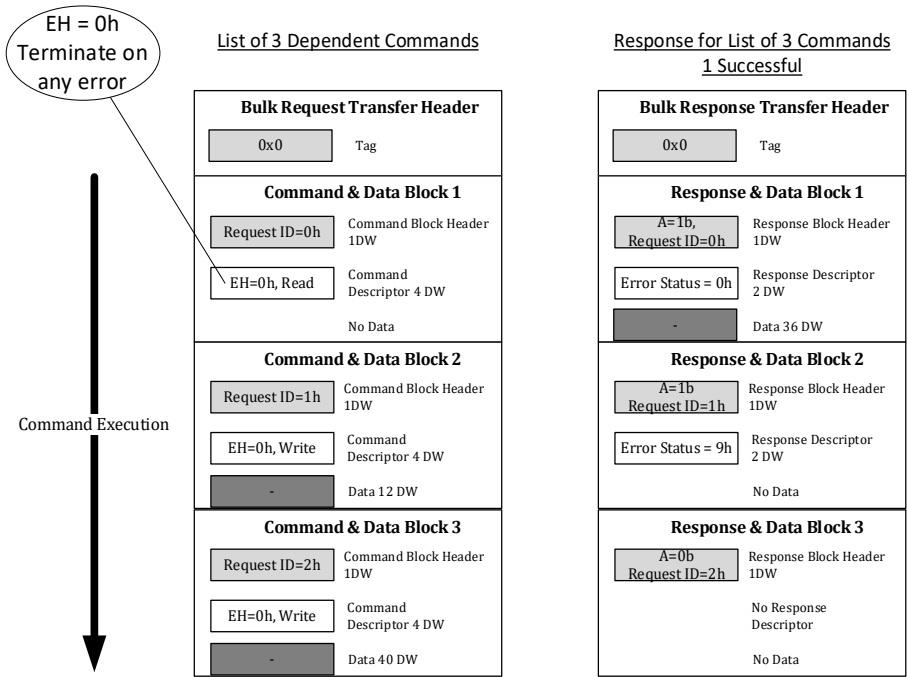 EH = 0h
Terminate on
any error
List of 3 Dependent Commands
Bulk Request Transfer Header
0x0
Tag
Command & Data Block 1
Request ID=0h
Command Block Header
1DW
EH=0h, Read
Command
Descriptor 4 DW
No Data
Command & Data Block 2
Request ID=1h
Command Block Header
1DW
EH=0h, Write
Command
Descriptor 4 DW
-
Data 12 DW
Command & Data Block 3
Request ID=2h
Command Block Header
1DW
EH=0h, Write
Command
Descriptor 4 DW
-
Data 40 DW
Command Execution
Response for List of 3 Commands
1 Successful
Bulk Response Transfer Header
0x0
Tag
Response & Data Block 1
A=1b,
Request ID=0h
Response Block Header
1DW
Error Status = 0h
Response Descriptor
2 DW
-
Data 36 DW
Response & Data Block 2
A=1b
Request ID=1h
Response Block Header
1DW
Error Status = 9h
Response Descriptor
2 DW
No Data
Response & Data Block 3
A=0b
Request ID=2h
Response Block Header
1DW
No Response
Descriptor
No Data